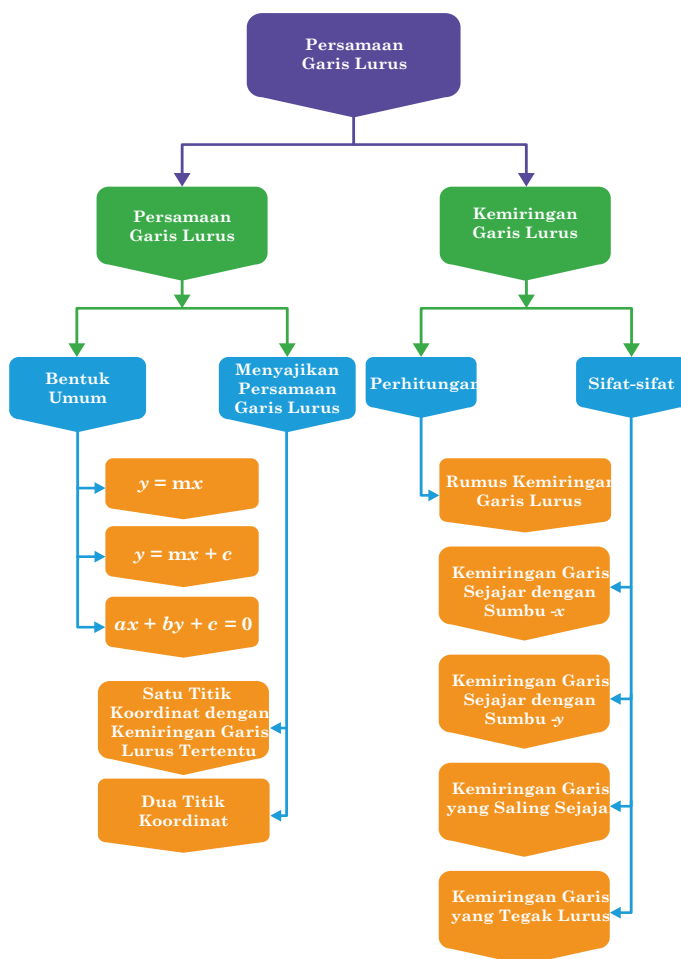 Persamaan
Garis Lurus
Persamaan
Garis Lurus
Kemiringan
Garis Lurus
Bentuk
Umum
Menyajikan
Persamaan
Garis Lurus
Perhitungan
Sifat-sifat
y = mx
y = mx + c
ax + by + c = 0
Satu Titik
Koordinat dengan
Kemiringan Garis
Lurus Tertentu
Dua Titik
Koordinat
Rumus Kemiringan
Garis Lurus
Kemiringan Garis
Sejajar dengan
Sumbu -x
Kemiringan Garis
Sejajar dengan
Sumbu -y
Kemiringan Garis
yang Saling Sejajar
Kemiringan Garis
yang Tegak Lurus